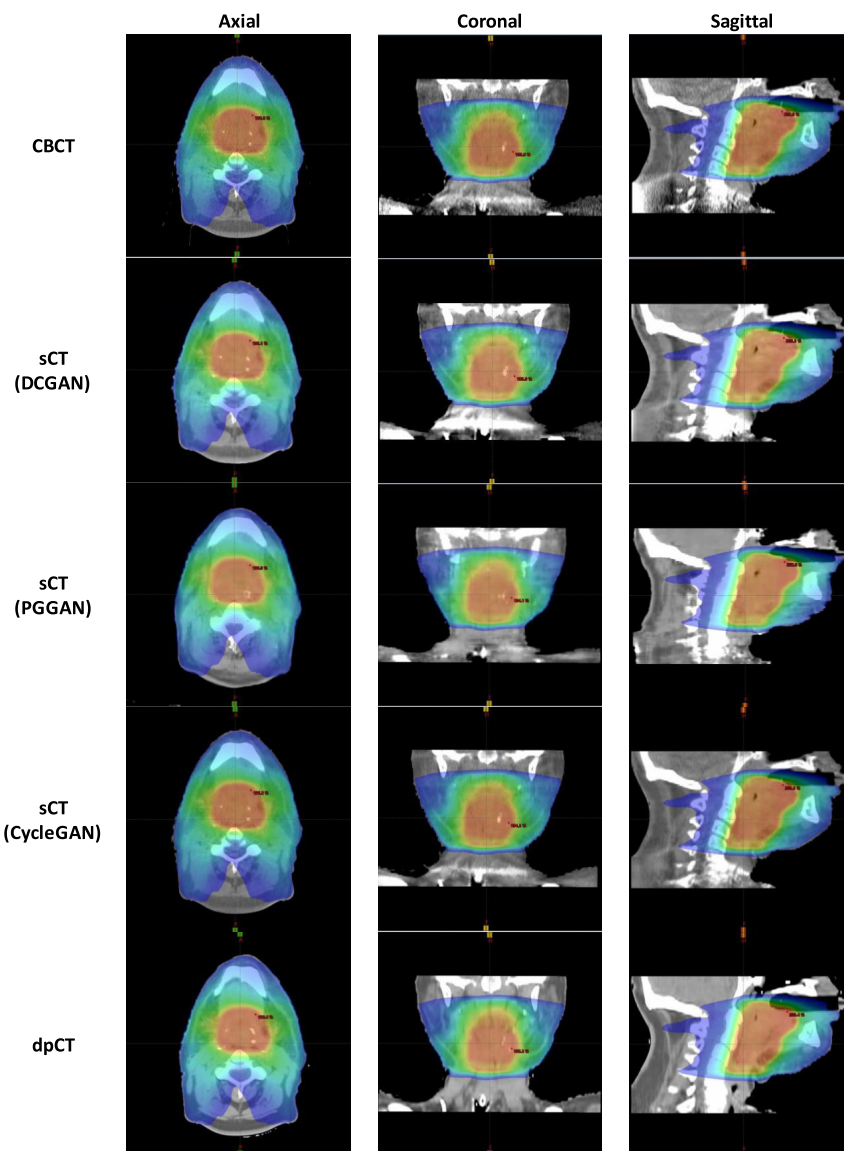 Axial Coronal Sagittal
CBCT
sCT
(DCGAN)
sCT
(PGGAN)
sCT
(CycleGAN)
dpCT